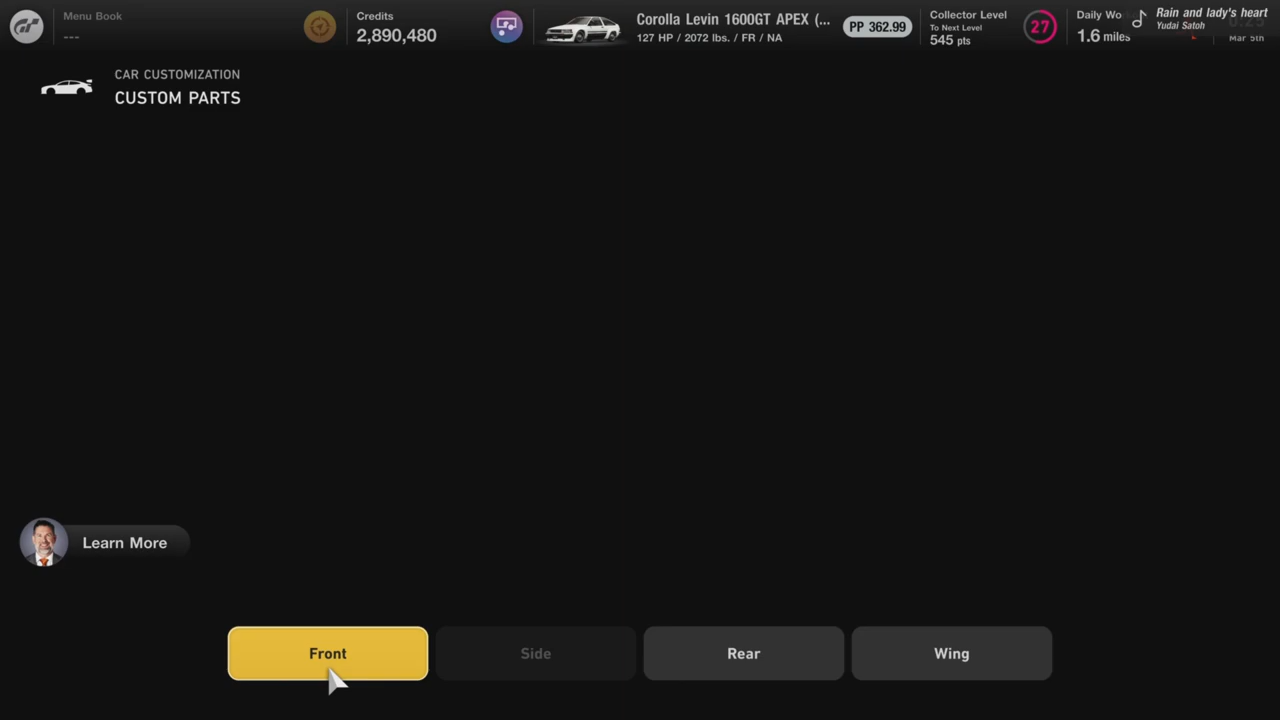 Menu Book
---
Credits
2,890,480
Corolla Levin 1600GT APEX (...
127 HP / 2072 lbs. / FR / NA
PP 362.99
Collector Level
To Next Level
545 pts
27
Daily Wo
1.6 miles
Rain and lady's heart
Yudai Satoh
Mar 5th
CAR CUSTOMIZATION
CUSTOM PARTS
Learn More
Front
Side
Rear
Wing